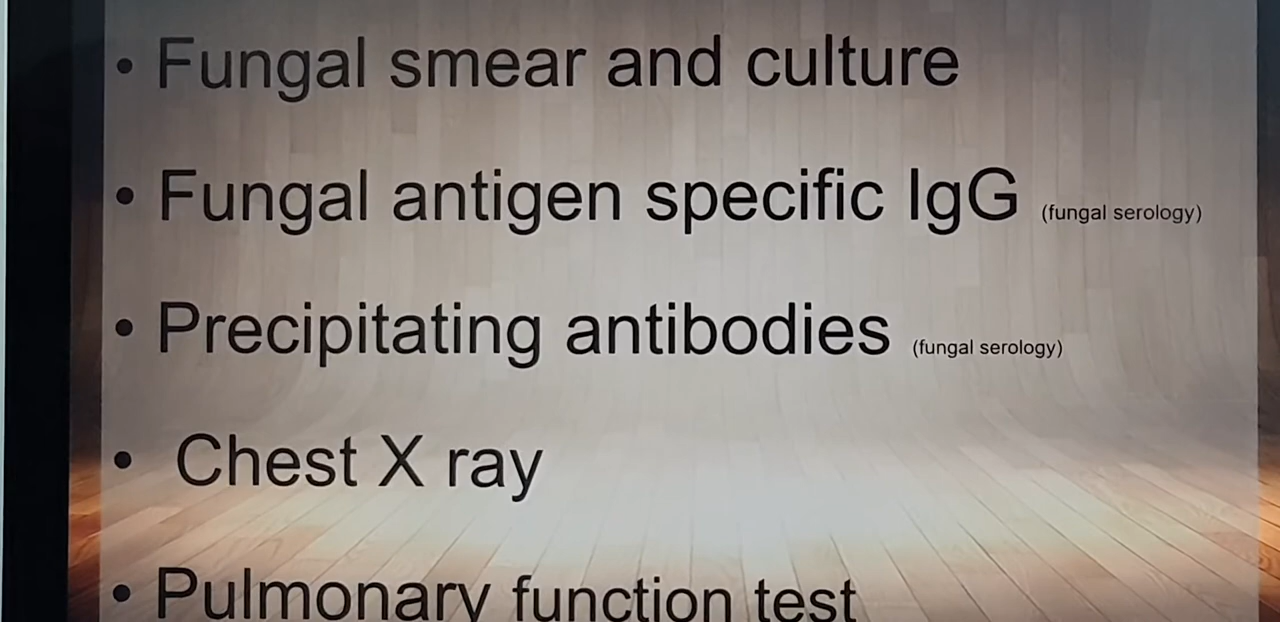 • Fungal smear and culture
• Fungal antigen specific IgG (fungal serology)
• Precipitating antibodies (fungal serology)
• Chest X ray
• Pulmonary function test